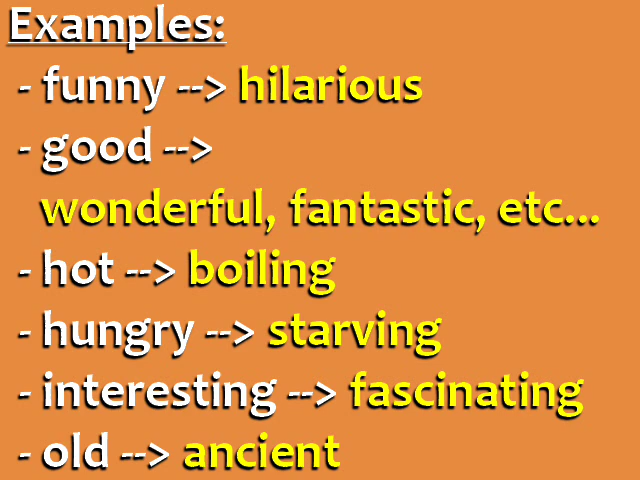 Examples:
- funny --> hilarious
- good -->
wonderful, fantastic, etc...
- hot --> boiling
- hungry --> starving
- interesting --> fascinating
- old --> ancient